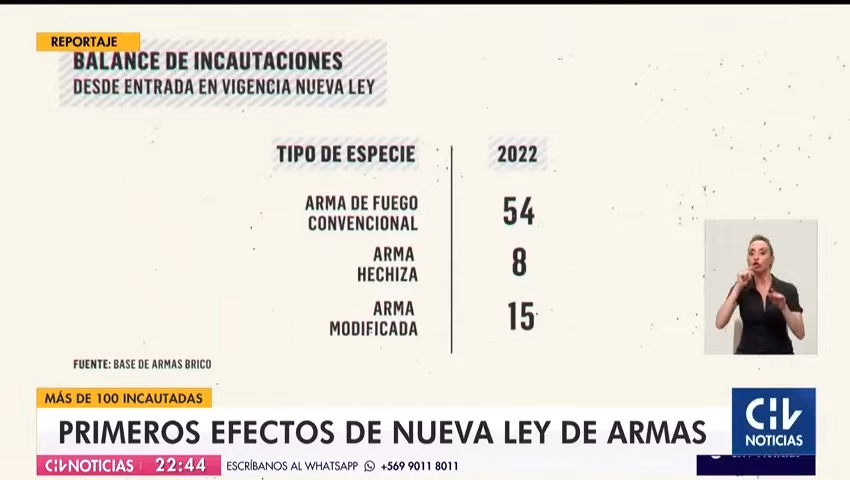 REPORTAJE
BALANCE DE INCAUTACIONES
DESDE ENTRADA EN VIGENCIA NUEVA LEY
TIPO DE ESPECIE 2022
ARMA DE FUEGO
CONVENCIONAL 54
ARMA
HECHIZA 8
ARMA
MODIFICADA 15
FUENTE: BASE DE ARMAS BRICO
MÁS DE 100 INCAUTADAS
PRIMEROS EFECTOS DE NUEVA LEY DE ARMAS
CHV
NOTICIAS
CHV NOTICIAS 22:44 ESCRÍBANOS AL WHATSAPP +569 9011 8011